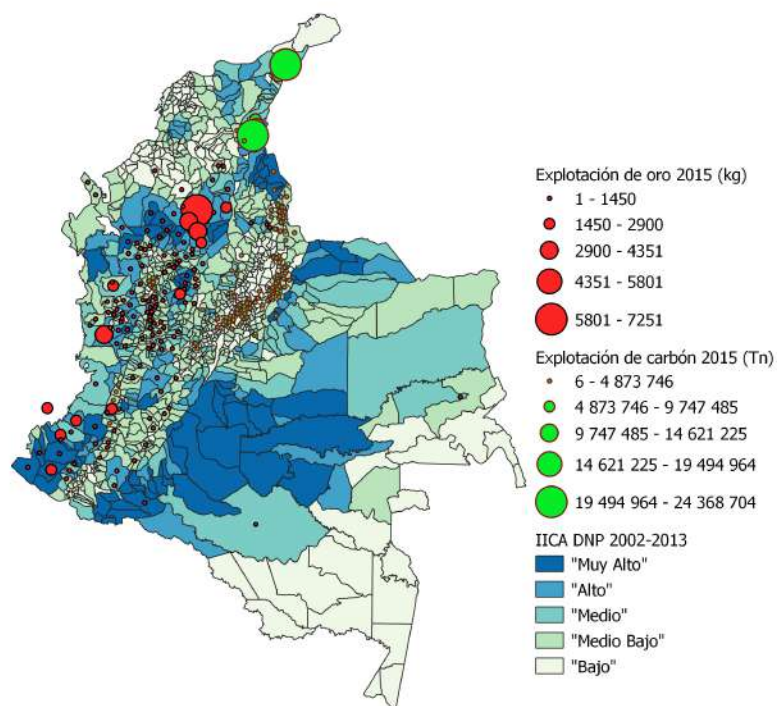 Explotación de oro 2015 (kg)
1 - 1450
1450 - 2900
2900 - 4351
4351 - 5801
5801 - 7251
Explotación de carbón 2015 (Tn)
6 - 4 873 746
4 873 746 - 9 747 485
9 747 485 - 14 621 225
14 621 225 - 19 494 964
19 494 964 - 24 368 704
IICA DNP 2002-2013
"Muy Alto"
"Alto"
"Medio"
"Medio Bajo"
"Bajo"